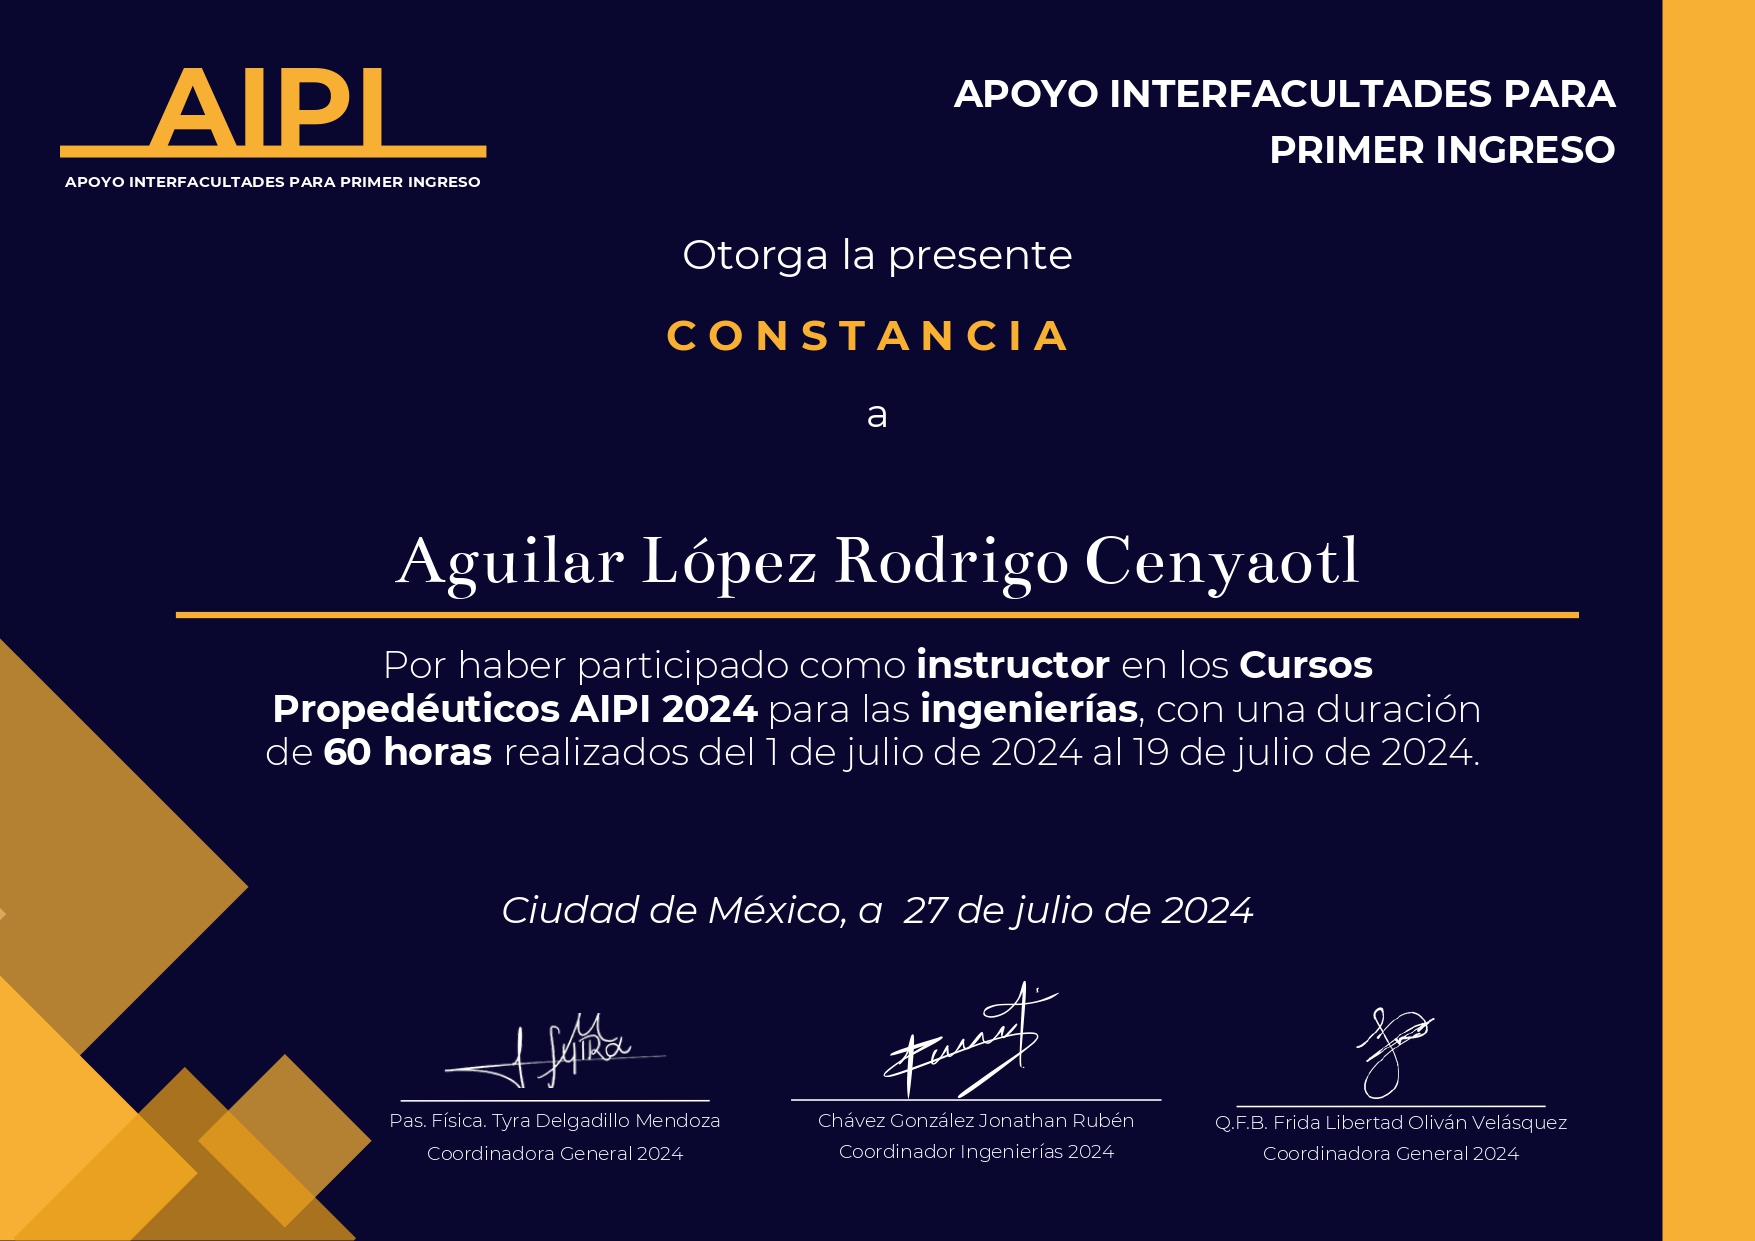 AIPI
APOYO INTERFACULTADES PARA PRIMER INGRESO
APOYO INTERFACULTADES PARA
PRIMER INGRESO
Otorga la presente
CONSTANCIA
a
Aguilar López Rodrigo Cenyaotl
Por haber participado como instructor en los Cursos
Propedéuticos AIPI 2024 para las ingenierías, con una duración
de 60 horas realizados del 1 de julio de 2024 al 19 de julio de 2024.
Ciudad de México, a 27 de julio de 2024
Pas. Física. Tyra Delgadillo Mendoza
Coordinadora General 2024
Chávez González Jonathan Rubén
Coordinador Ingenierías 2024
Q.F.B. Frida Libertad Oliván Velásquez
Coordinadora General 2024